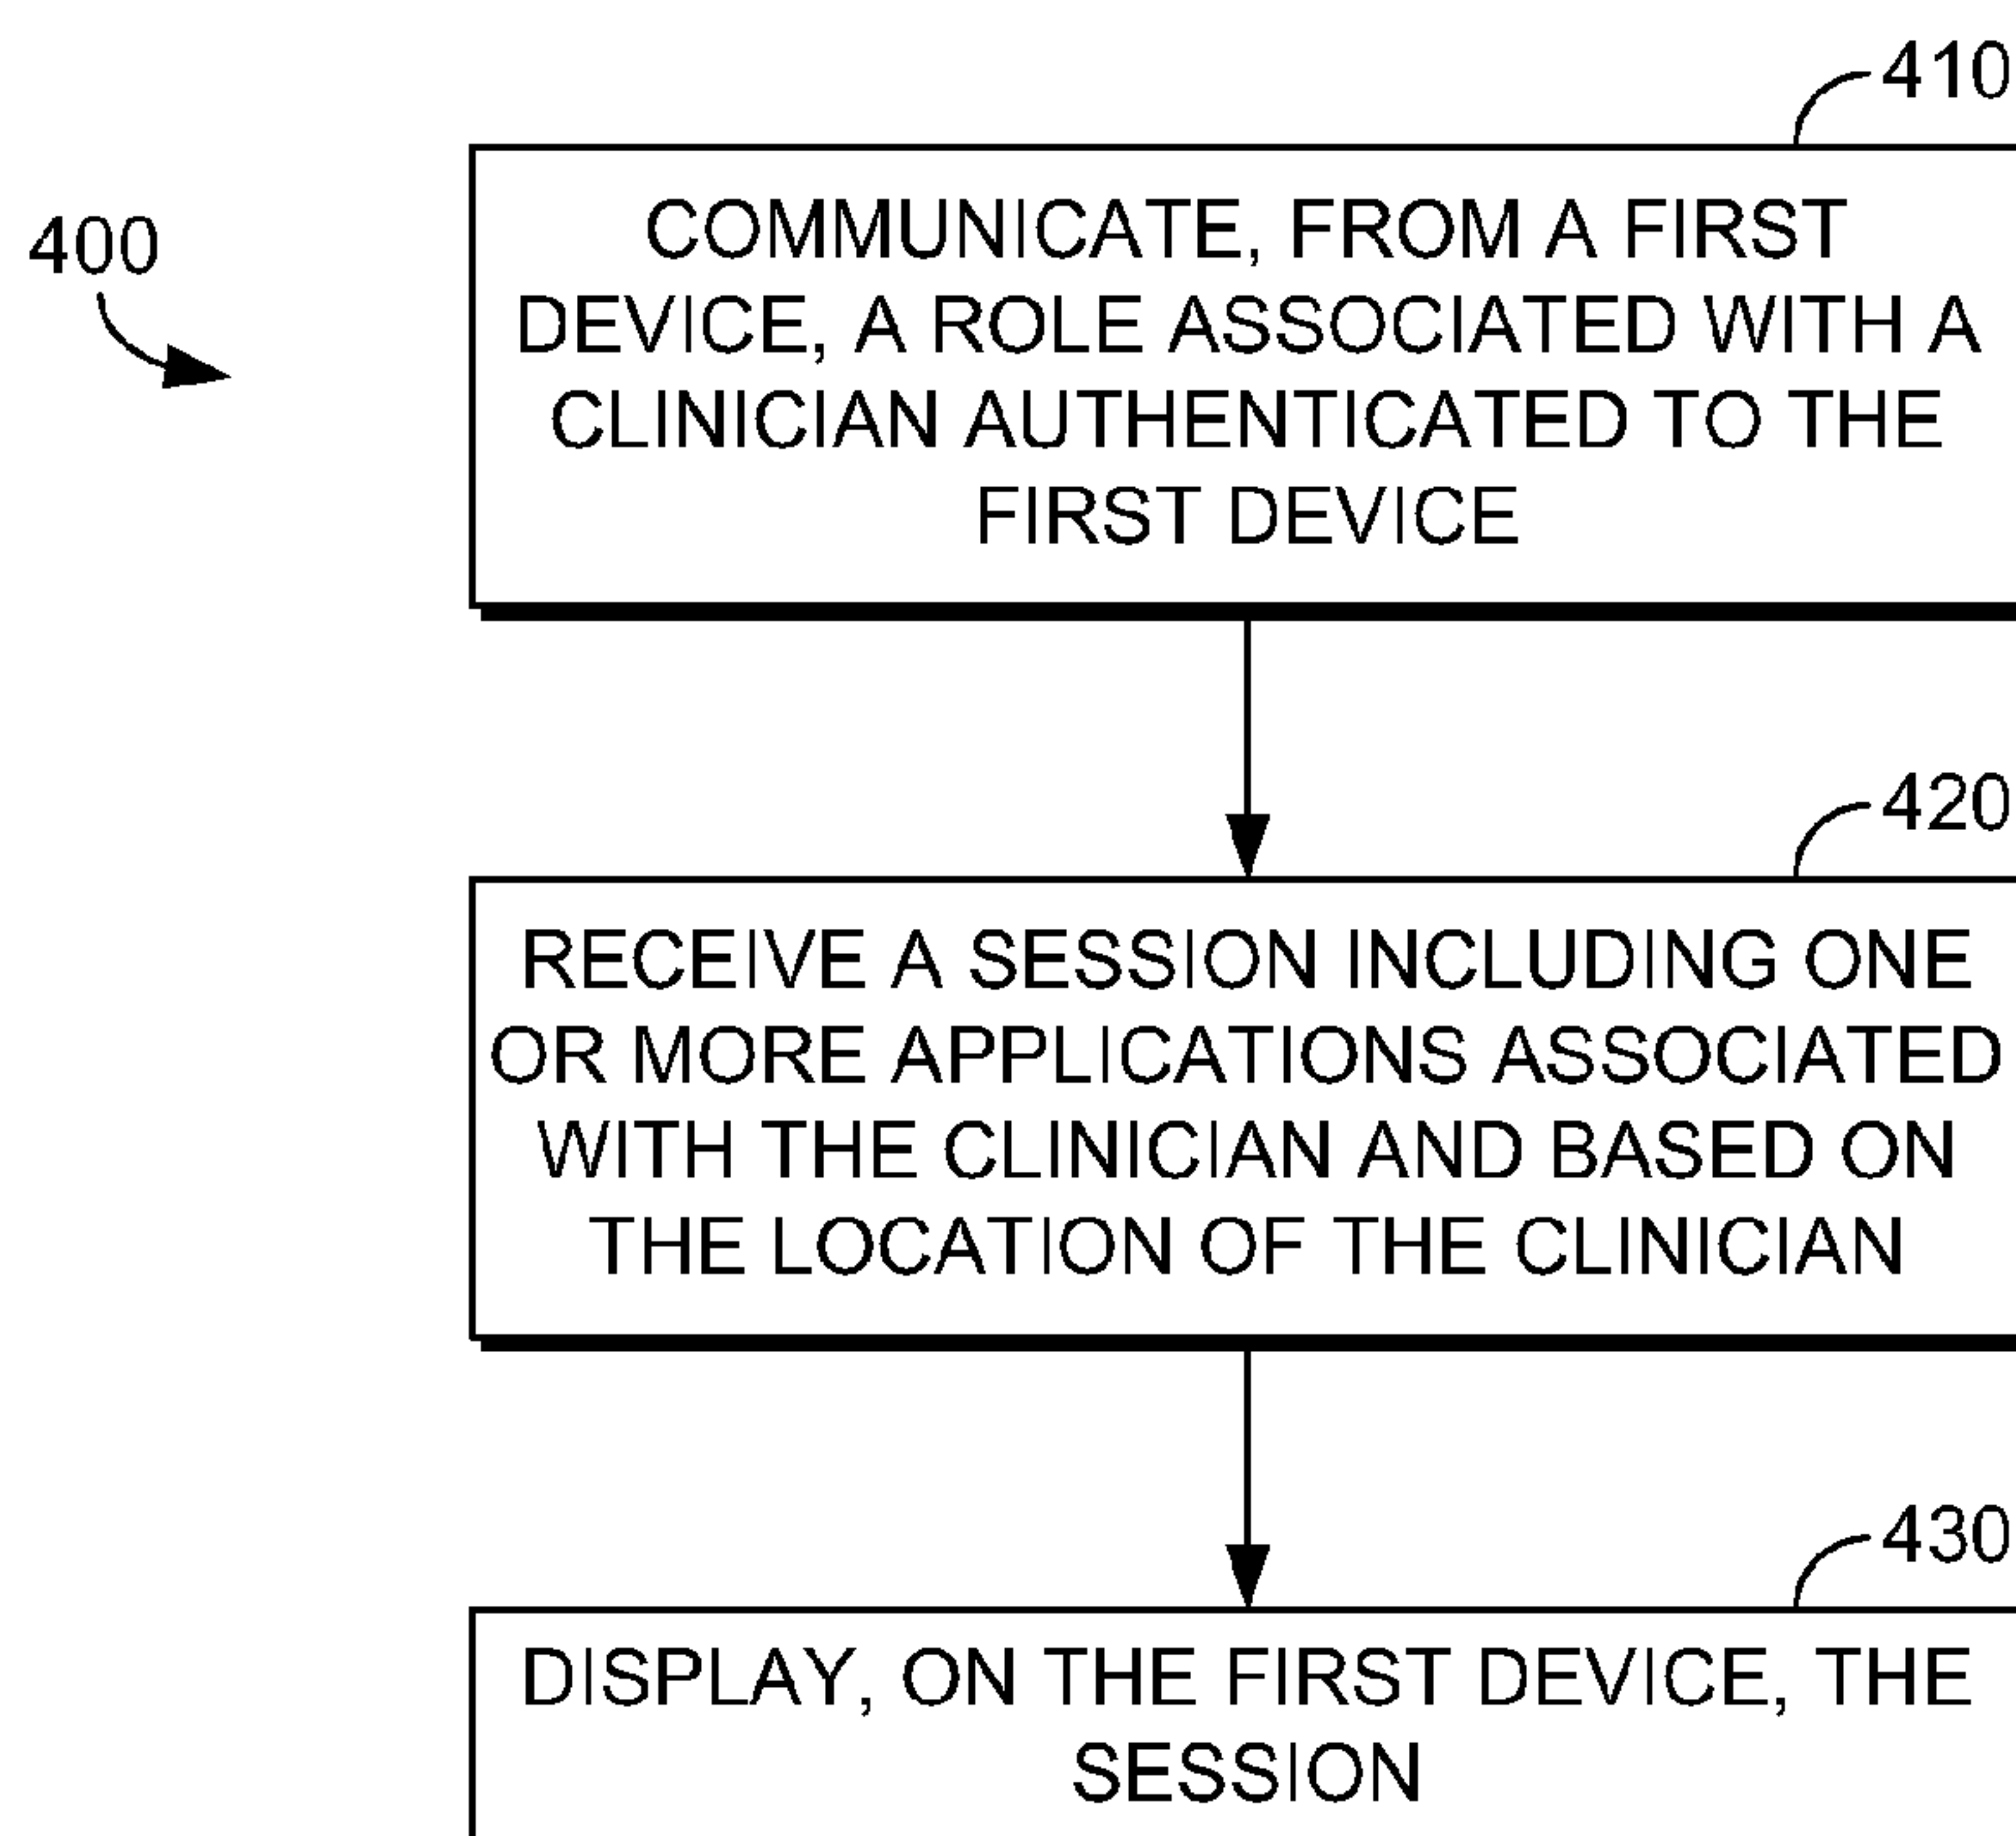 410
400
COMMUNICATE, FROM A FIRST
DEVICE, A ROLE ASSOCIATED WITH A
CLINICIAN AUTHENTICATED TO THE
FIRST DEVICE
420
RECEIVE A SESSION INCLUDING ONE
OR MORE APPLICATIONS ASSOCIATED
WITH THE CLINICIAN AND BASED ON
THE LOCATION OF THE CLINICIAN
430
DISPLAY, ON THE FIRST DEVICE, THE
SESSION